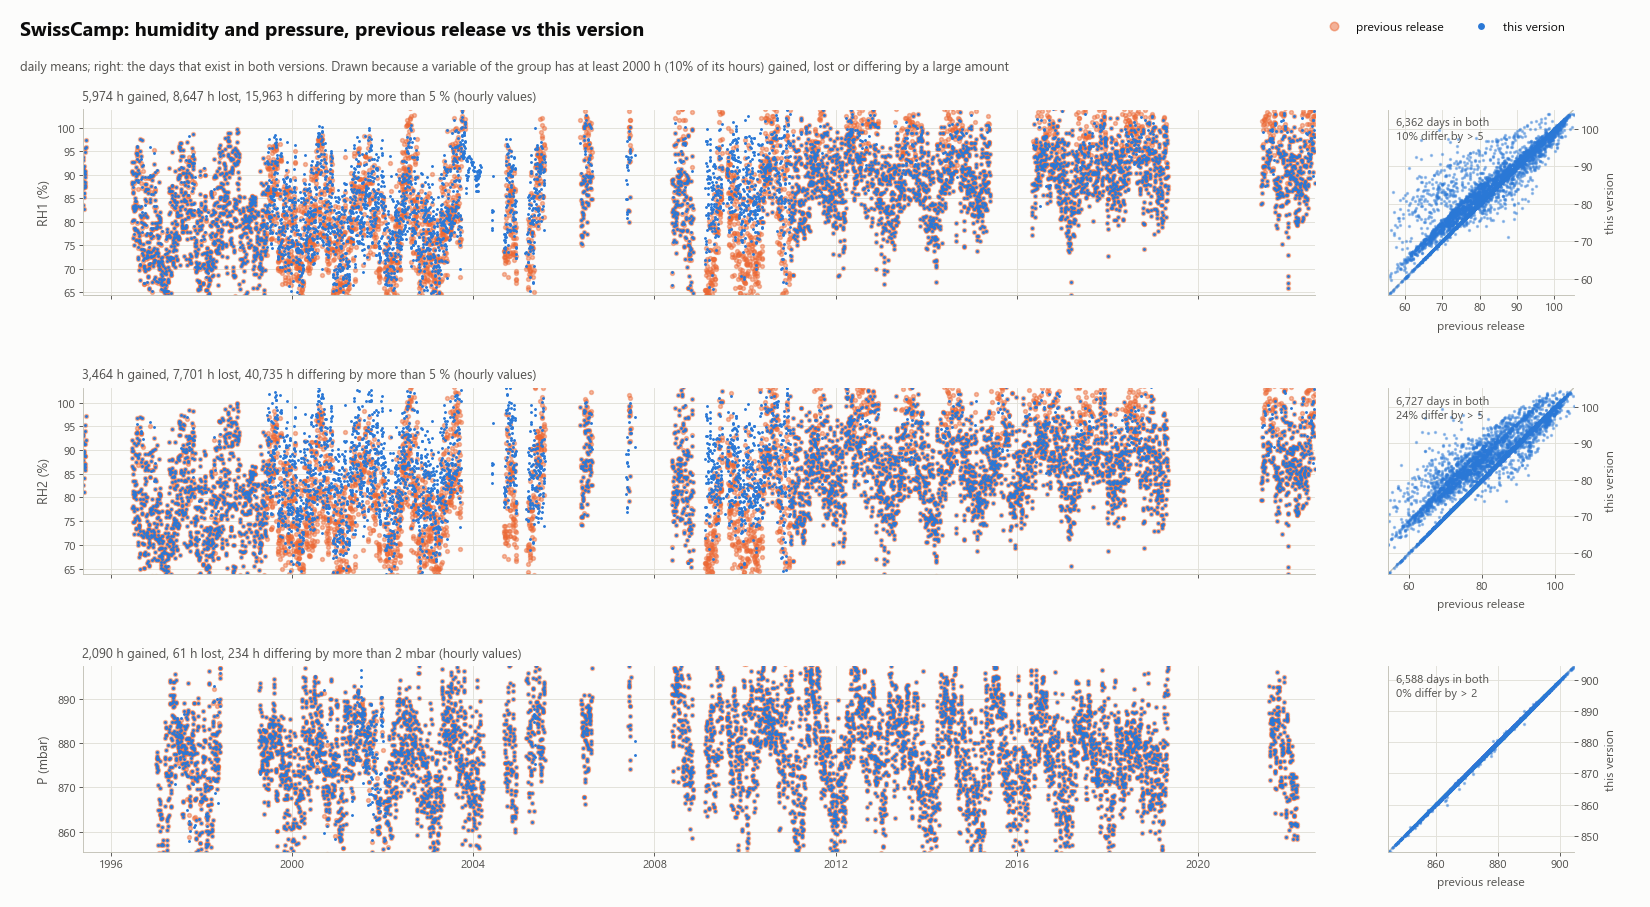 SwissCamp: humidity and pressure, previous release vs this version
previous release
this version
daily means; right: the days that exist in both versions. Drawn because a variable of the group has at least 2000 h (10% of its hours) gained, lost or differing by a large amount
5,974 h gained, 8,647 h lost, 15,963 h differing by more than 5 % (hourly values)
RH1 (%)
100
95
90
85
80
75
70
65
6,362 days in both
10% differ by > 5
100
90
80
70
60
this version
60 70 80 90 100
previous release
3,464 h gained, 7,701 h lost, 40,735 h differing by more than 5 % (hourly values)
RH2 (%)
100
95
90
85
80
75
70
65
6,727 days in both
24% differ by > 5
100
90
80
70
60
this version
60 80 100
previous release
2,090 h gained, 61 h lost, 234 h differing by more than 2 mbar (hourly values)
P (mbar)
890
880
870
860
1996 2000 2004 2008 2012 2016 2020
6,588 days in both
0% differ by > 2
900
890
880
870
860
850
this version
860 880 900
previous release